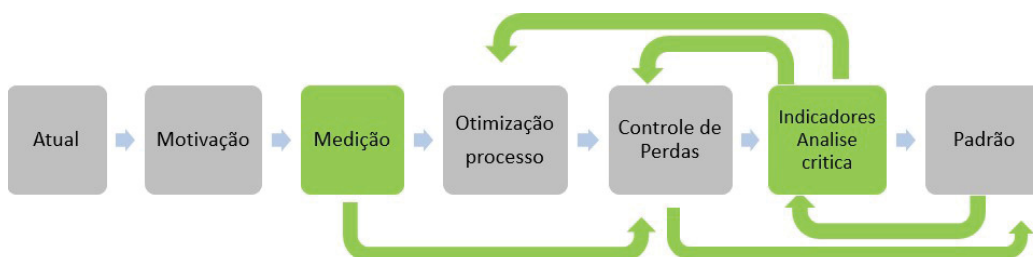 Atual
Motivação
Medição
Otimização
processo
Controle de
Perdas
Indicadores
Analise
critica
Padrão